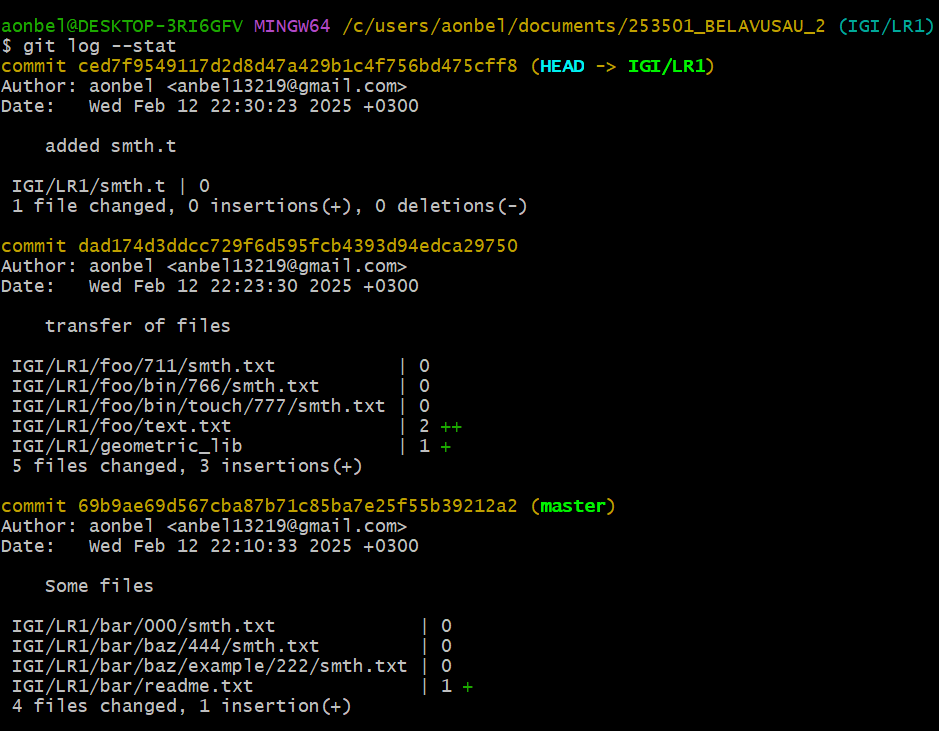 aonbel@DESKTOP-3RI6GFV MINGW64 /c/users/aonbel/documents/253501_BELAVUSAU_2 (IGI/LR1)
$ git log --stat
commit ced7f9549117d2d8d47a429b1c4f756bd475cff8 (HEAD -> IGI/LR1)
Author: aonbel <anbel13219@gmail.com>
Date:   Wed Feb 12 22:30:23 2025 +0300

    added smth.t

 IGI/LR1/smth.t | 0
 1 file changed, 0 insertions(+), 0 deletions(-)

commit dad174d3ddcc729f6d595fcb4393d94edca29750
Author: aonbel <anbel13219@gmail.com>
Date:   Wed Feb 12 22:23:30 2025 +0300

    transfer of files

 IGI/LR1/foo/711/smth.txt           | 0
 IGI/LR1/foo/bin/766/smth.txt       | 0
 IGI/LR1/foo/bin/touch/777/smth.txt | 0
 IGI/LR1/foo/text.txt               | 2 ++
 IGI/LR1/geometric_lib              | 1 +
 5 files changed, 3 insertions(+)

commit 69b9ae69d567cba87b71c85ba7e25f55b39212a2 (master)
Author: aonbel <anbel13219@gmail.com>
Date:   Wed Feb 12 22:10:33 2025 +0300

    Some files

 IGI/LR1/bar/000/smth.txt             | 0
 IGI/LR1/bar/baz/444/smth.txt         | 0
 IGI/LR1/bar/baz/example/222/smth.txt | 0
 IGI/LR1/bar/readme.txt               | 1 +
 4 files changed, 1 insertion(+)